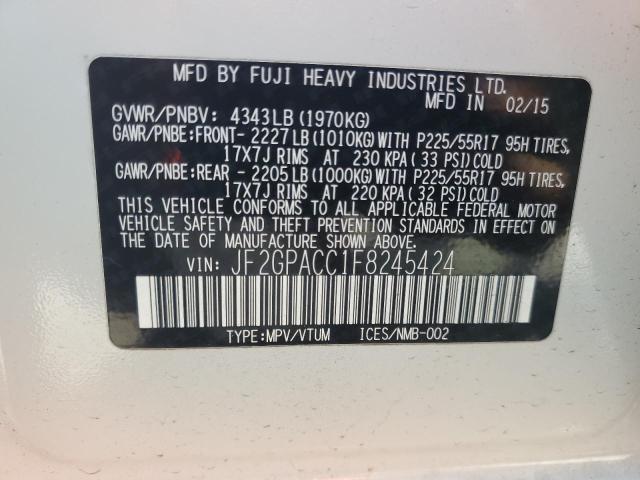 MFD BY FUJI HEAVY INDUSTRIES LTD.
MFD IN 02/15
GVWR/PNBV: 4343LB (1970KG)
GAWR/PNBE:FRONT- 2227LB(1010KG)WITH P225/55R17 95H TIRES,
17X7J RIMS AT 230 KPA( 33 PSI)COLD
GAWR/PNBE:REAR - 2205LB(1000KG)WITH P225/55R17 95H TIRES,
17X7J RIMS AT 220 KPA( 32 PSI)COLD
THIS VEHICLE CONFORMS TO ALL APPLICABLE FEDERAL MOTOR
VEHICLE SAFETY AND THEFT PREVENTION STANDARDS IN EFFECT
ON THE DATE OF MANUFACTURE SHOWN ABOVE.
VIN: JF2GPACC1F8245424
TYPE:MPV/VTUM ICES/NMB-002